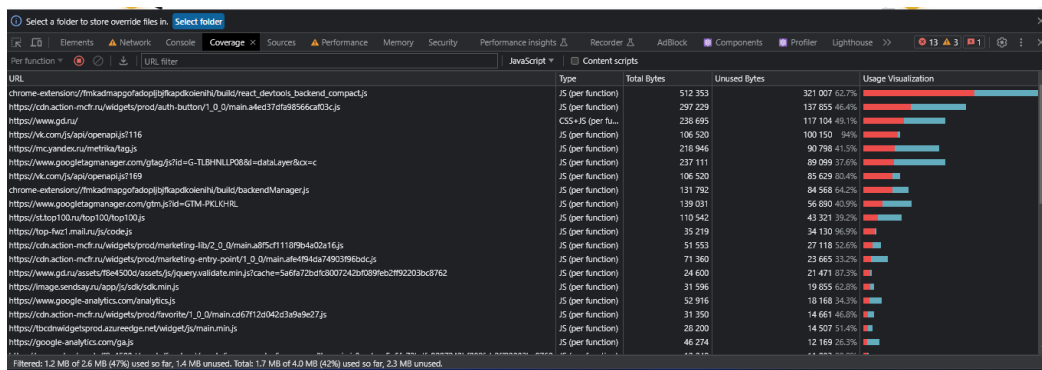 Select a folder to store override files in. Select folder
Elements Network Console Coverage × Sources Performance Memory Security Performance insights Recorder AdBlock Components Profiler Lighthouse >> 13 3 1
Per function URL filter JavaScript Content scripts
URL Type Total Bytes Unused Bytes Usage Visualization
chrome-extension://fmkadmapgofadopljbjfkapdkoienihi/build/react_devtools_backend_compact.js JS (per function) 512 353 321 007 62.7%
https://cdn.action-mcfr.ru/widgets/prod/auth-button/1_0_0/main.a4ed37dfa98566caf03c.js JS (per function) 297 229 137 855 46.4%
https://www.gd.ru/ CSS+JS (per fu... 238 695 117 104 49.1%
https://vk.com/js/api/openapi.js?116 JS (per function) 106 520 100 150 94%
https://mc.yandex.ru/metrika/tag.js JS (per function) 218 946 90 798 41.5%
https://www.googletagmanager.com/gtag/js?id=G-TLBHNLLP08&l=dataLayer&cx=c JS (per function) 237 111 89 099 37.6%
https://vk.com/js/api/openapi.js?169 JS (per function) 106 520 85 629 80.4%
chrome-extension://fmkadmapgofadopljbjfkapdkoienihi/build/backendManager.js JS (per function) 131 792 84 568 64.2%
https://www.googletagmanager.com/gtm.js?id=GTM-PKLKHRL JS (per function) 139 031 56 890 40.9%
https://st.top100.ru/top100/top100.js JS (per function) 110 542 43 321 39.2%
https://top-fwz1.mail.ru/js/code.js JS (per function) 35 219 34 130 96.9%
https://cdn.action-mcfr.ru/widgets/prod/marketing-lib/2_0_0/main.a8f5cf1118f9b4a02a16.js JS (per function) 51 553 27 118 52.6%
https://cdn.action-mcfr.ru/widgets/prod/marketing-entry-point/1_0_0/main.afe4f94da74903f96bdc.js JS (per function) 71 360 23 665 33.2%
https://www.gd.ru/assets/ff8e4500d/assets/js/jquery.validate.min.js?cache=5a6fa72bdfc8007242bf089feb2ff92203bc8762 JS (per function) 24 600 21 471 87.3%
https://image.sendsay.ru/app/js/sdk/sdk.min.js JS (per function) 31 596 19 855 62.8%
https://www.google-analytics.com/analytics.js JS (per function) 52 916 18 168 34.3%
https://cdn.action-mcfr.ru/widgets/prod/favorite/1_0_0/main.cd67f12d042d3a9a9e27.js JS (per function) 31 350 14 661 46.8%
https://tbcdnwidgetsprod.azureedge.net/widget/js/main.min.js JS (per function) 28 200 14 507 51.4%
https://google-analytics.com/ga.js JS (per function) 46 274 12 169 26.3%
Filtered: 1.2 MB of 2.6 MB (47%) used so far, 1.4 MB unused. Total: 1.7 MB of 4.0 MB (42%) used so far, 2.3 MB unused.